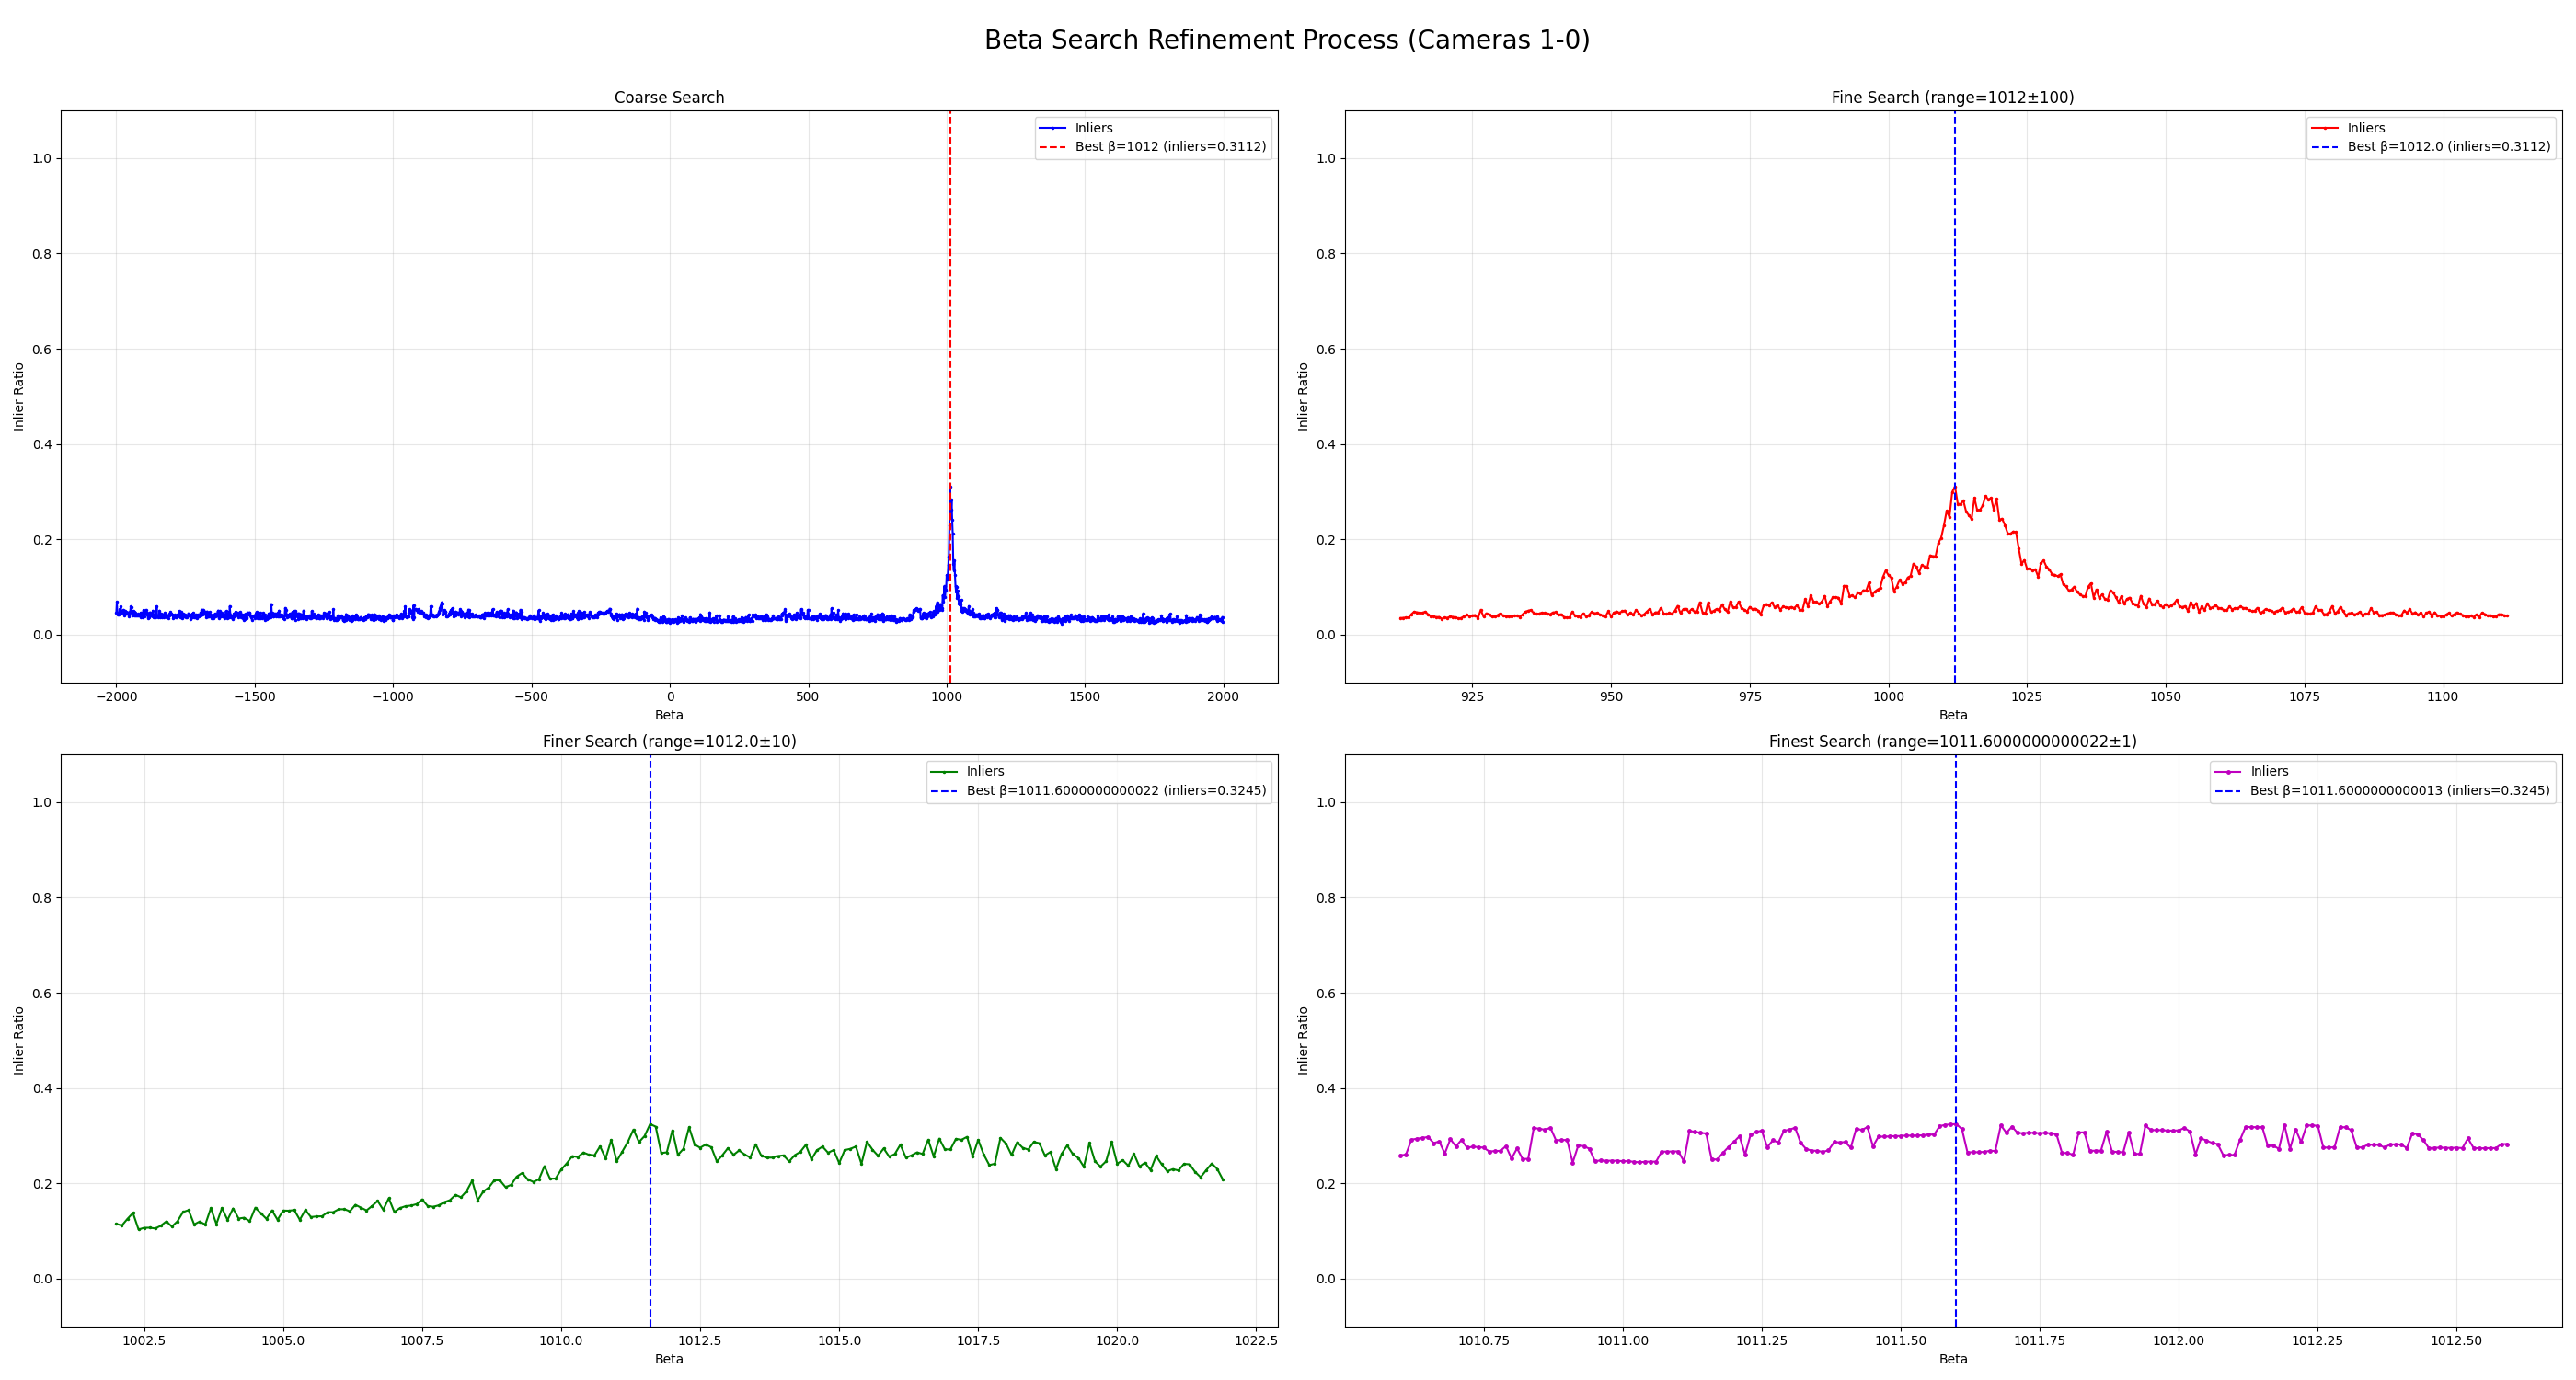 Beta Search Refinement Process (Cameras 1-0)
Coarse Search
Inliers
Best β=1012 (inliers=0.3112)
1.0
0.8
0.6
0.4
0.2
0.0
Inlier Ratio
−2000 −1500 −1000 −500 0 500 1000 1500 2000
Beta
Fine Search (range=1012±100)
Inliers
Best β=1012.0 (inliers=0.3112)
1.0
0.8
0.6
0.4
0.2
0.0
Inlier Ratio
925 950 975 1000 1025 1050 1075 1100
Beta
Finer Search (range=1012.0±10)
Inliers
Best β=1011.6000000000022 (inliers=0.3245)
1.0
0.8
0.6
0.4
0.2
0.0
Inlier Ratio
1002.5 1005.0 1007.5 1010.0 1012.5 1015.0 1017.5 1020.0 1022.5
Beta
Finest Search (range=1011.6000000000022±1)
Inliers
Best β=1011.6000000000013 (inliers=0.3245)
1.0
0.8
0.6
0.4
0.2
0.0
Inlier Ratio
1010.75 1011.00 1011.25 1011.50 1011.75 1012.00 1012.25 1012.50
Beta